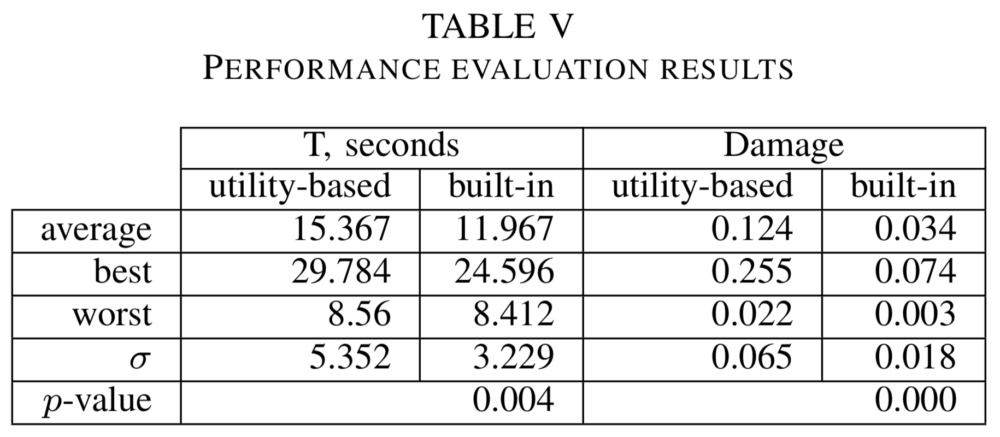 TABLE V
PERFORMANCE EVALUATION RESULTS
T, seconds Damage
utility-based built-in utility-based built-in
average 15.367 11.967 0.124 0.034
best 29.784 24.596 0.255 0.074
worst 8.56 8.412 0.022 0.003
σ 5.352 3.229 0.065 0.018
p-value 0.004 0.000